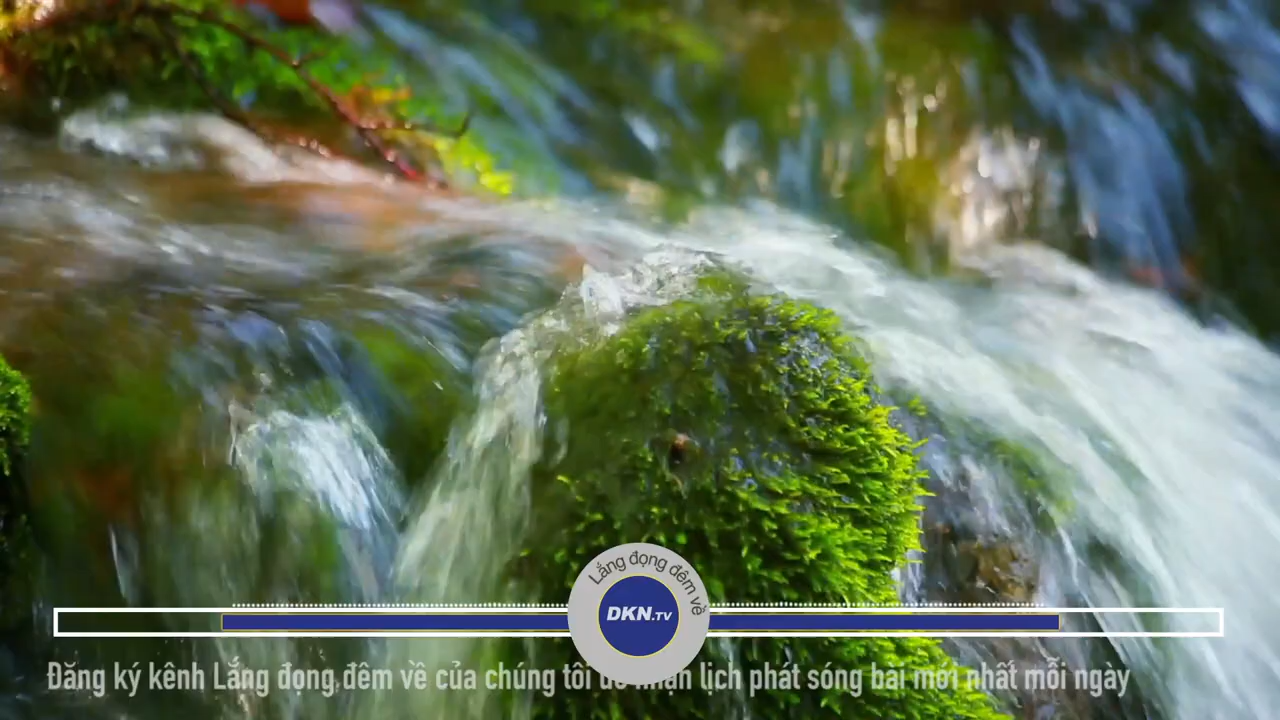 Lắng đọng đêm về
DKN.TV
Đăng ký kênh Lắng đọng đêm về của chúng tôi để nhận lịch phát sóng bài mới nhất mỗi ngày